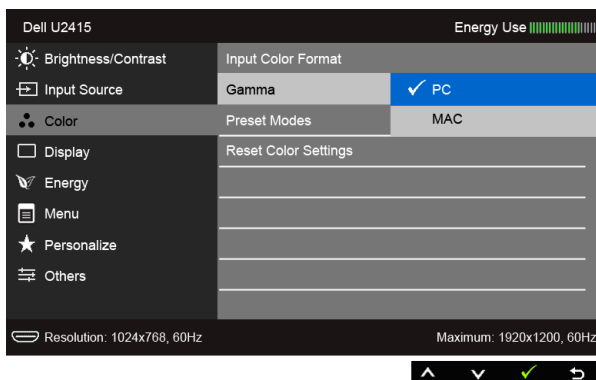 Dell U2415 Energy Use
Brightness/Contrast Input Color Format
Input Source Gamma PC
Color Preset Modes MAC
Display Reset Color Settings
Energy
Menu
Personalize
Others
Resolution: 1024x768, 60Hz Maximum: 1920x1200, 60Hz